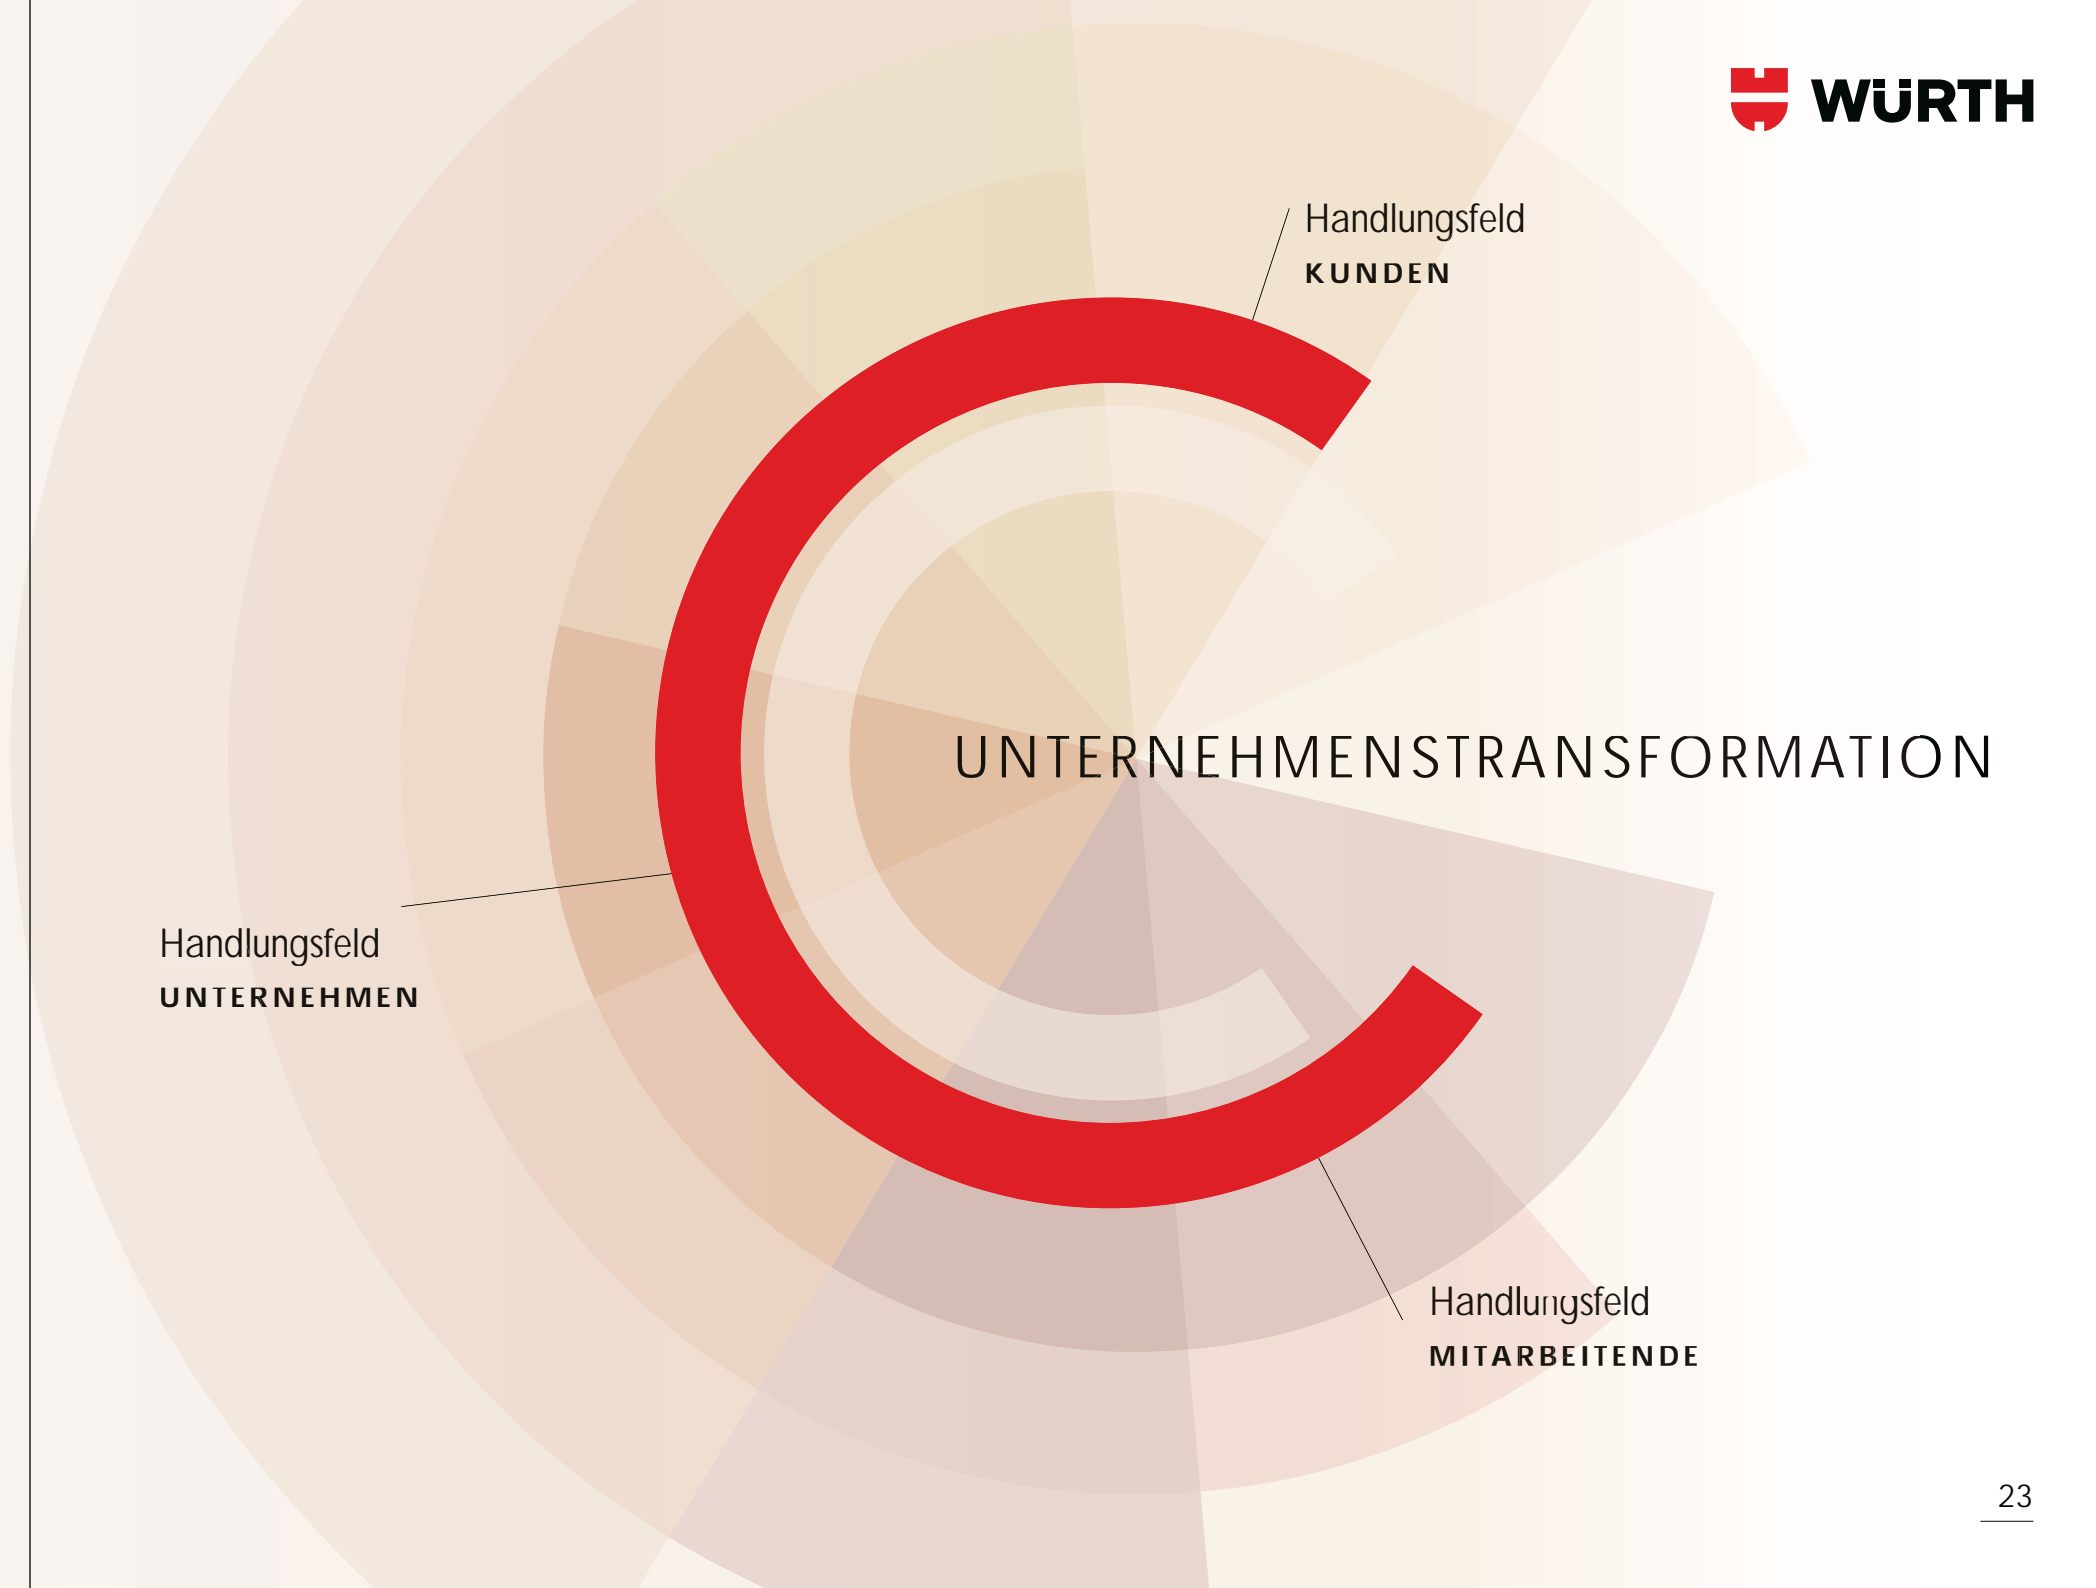 WÜRTH
Handlungsfeld
KUNDEN
UNTERNEHMENSTRANSFORMATION
Handlungsfeld
UNTERNEHMEN
Handlungsfeld
MITARBEITENDE
23